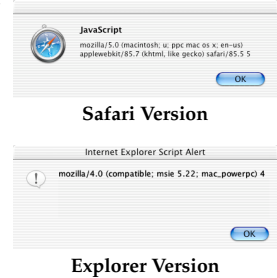 JavaScript
mozilla/5.0 (macintosh; u; ppc mac os x; en-us)
applewebkit/85.7 (khtml, like gecko) safari/85.5 5
OK
Safari Version
Internet Explorer Script Alert
mozilla/4.0 (compatible; msie 5.22; mac_powerpc) 4
OK
Explorer Version